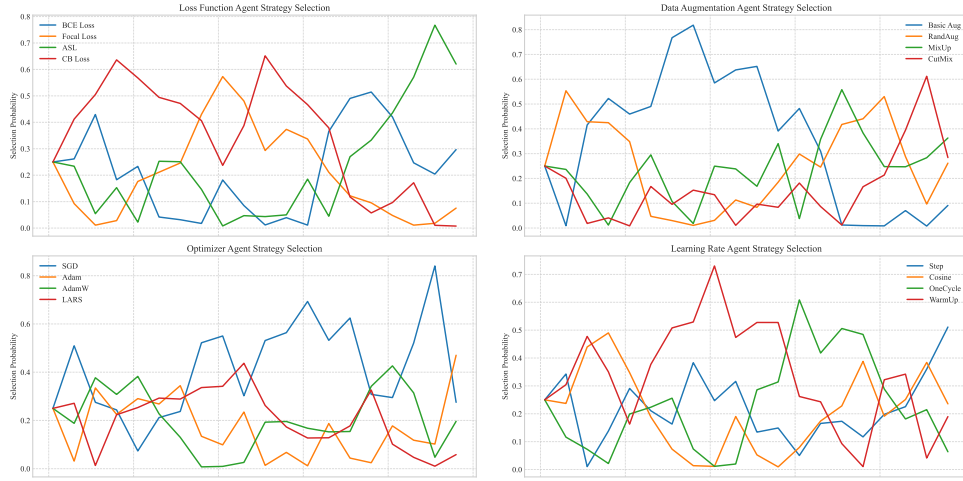 Loss Function Agent Strategy Selection
0.8
0.7
0.6
0.5
0.4
0.3
0.2
0.1
0.0
Selection Probability
BCE Loss
Focal Loss
ASL
CB Loss
Data Augmentation Agent Strategy Selection
0.8
0.7
0.6
0.5
0.4
0.3
0.2
0.1
0.0
Selection Probability
Basic Aug
RandAug
MixUp
CutMix
Optimizer Agent Strategy Selection
0.8
0.6
0.4
0.2
0.0
Selection Probability
SGD
Adam
AdamW
LARS
Learning Rate Agent Strategy Selection
0.7
0.6
0.5
0.4
0.3
0.2
0.1
0.0
Selection Probability
Step
Cosine
OneCycle
WarmUp